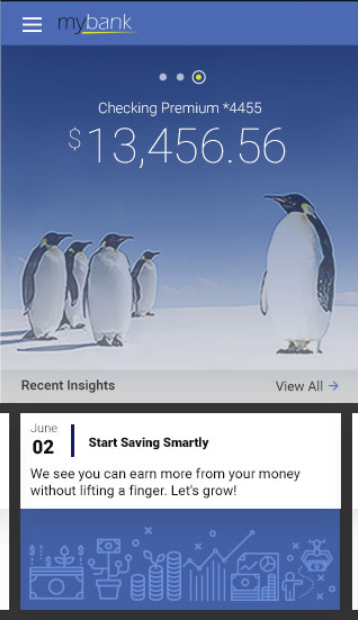 mybank
Checking Premium *4455
$13,456.56
Recent Insights
View All →
June
02
Start Saving Smartly
We see you can earn more from your money
without lifting a finger. Let's grow!